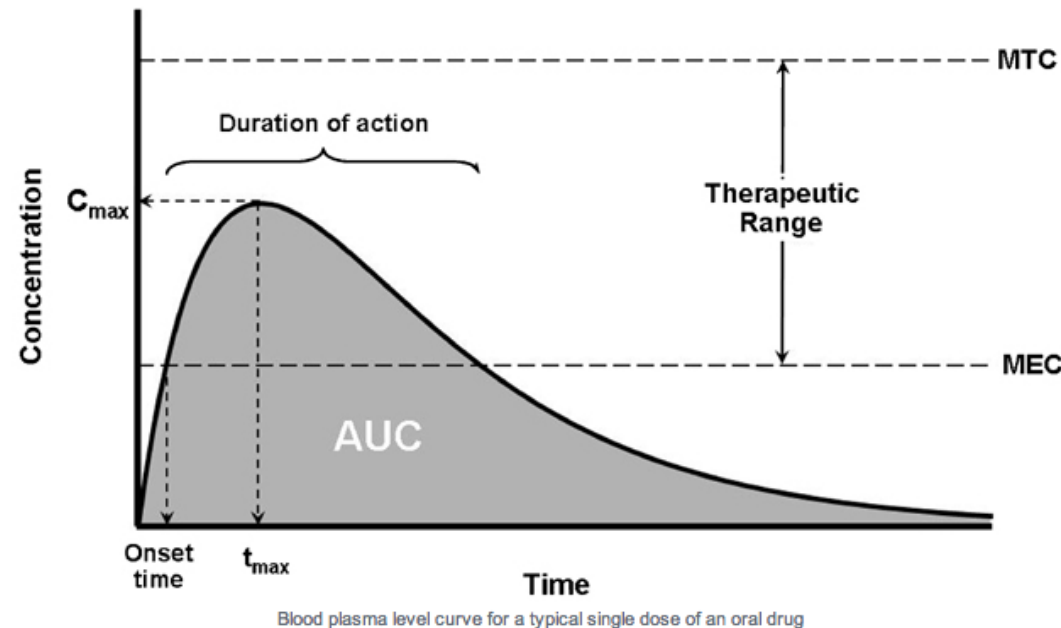 MTC
Duration of action
Therapeutic
Range
Cmax
Concentration
MEC
AUC
Onset
time
tmax
Time
Blood plasma level curve for a typical single dose of an oral drug